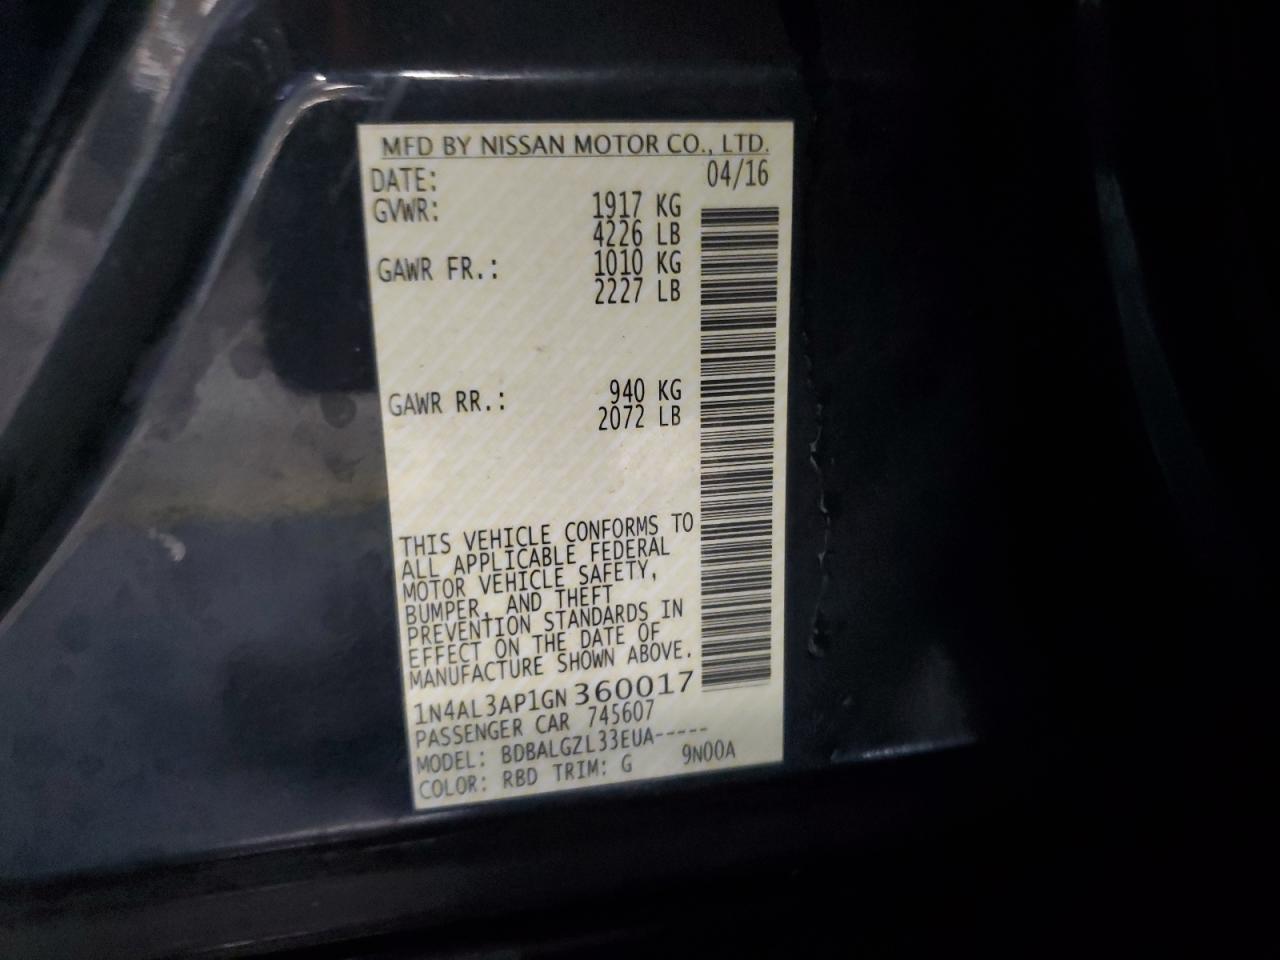 MFD BY NISSAN MOTOR CO., LTD.
DATE: 04/16
GVWR: 1917 KG
4226 LB
GAWR FR.: 1010 KG
2227 LB
GAWR RR.: 940 KG
2072 LB
THIS VEHICLE CONFORMS TO
ALL APPLICABLE FEDERAL
MOTOR VEHICLE SAFETY,
BUMPER, AND THEFT
PREVENTION STANDARDS IN
EFFECT ON THE DATE OF
MANUFACTURE SHOWN ABOVE.
1N4AL3AP1GN360017
PASSENGER CAR 745607
MODEL: BDBALGZL33EUA-----
COLOR: RBD TRIM: G 9N00A